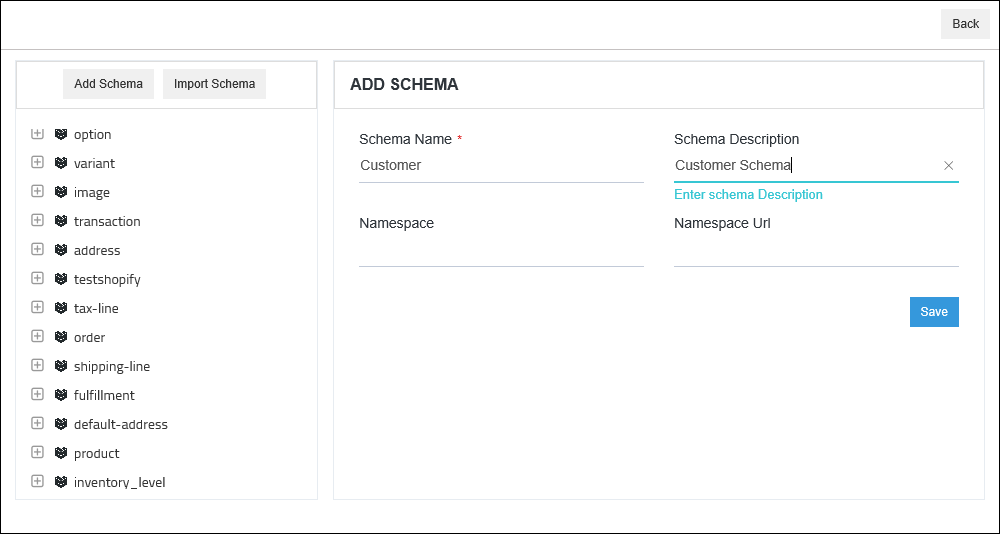 Back
Add Schema Import Schema
option
variant
image
transaction
address
testshopify
tax-line
order
shipping-line
fulfillment
default-address
product
inventory_level
ADD SCHEMA
Schema Name * Schema Description
Customer Customer Schema
Enter schema Description
Namespace Namespace Url
Save